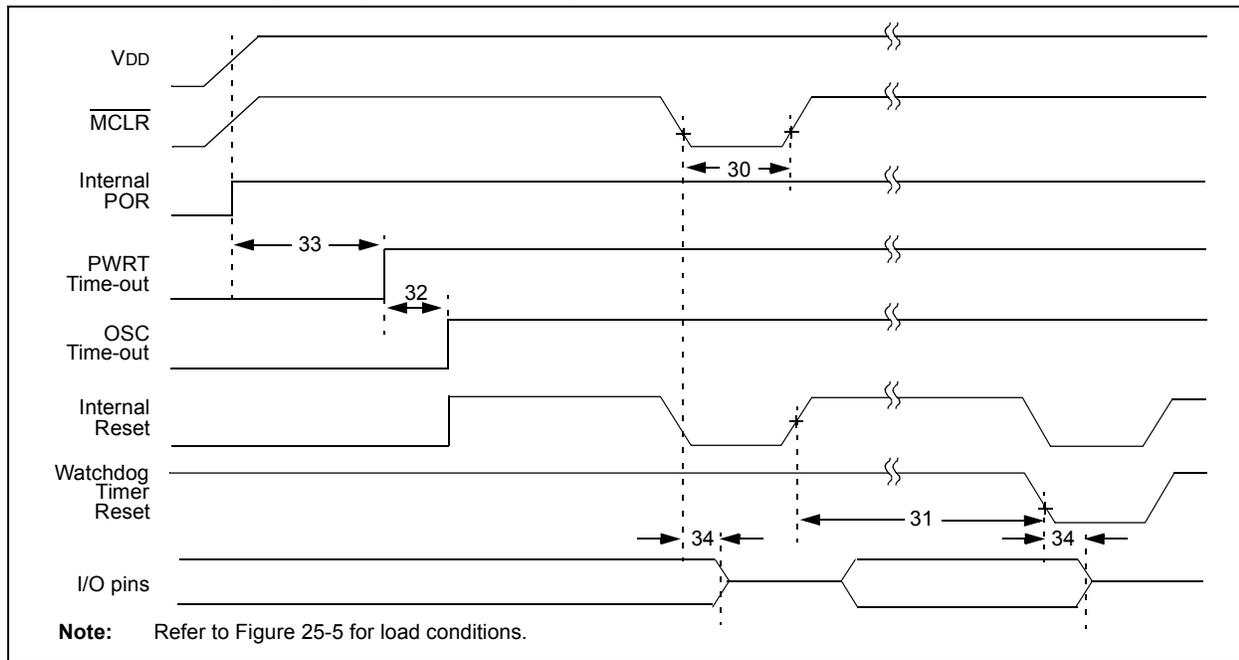 VDD
MCLR
30
Internal
POR
33
PWRT
Time-out
32
OSC
Time-out
Internal
Reset
Watchdog
Timer
Reset
31
34
34
I/O pins
Note: Refer to Figure 25-5 for load conditions.